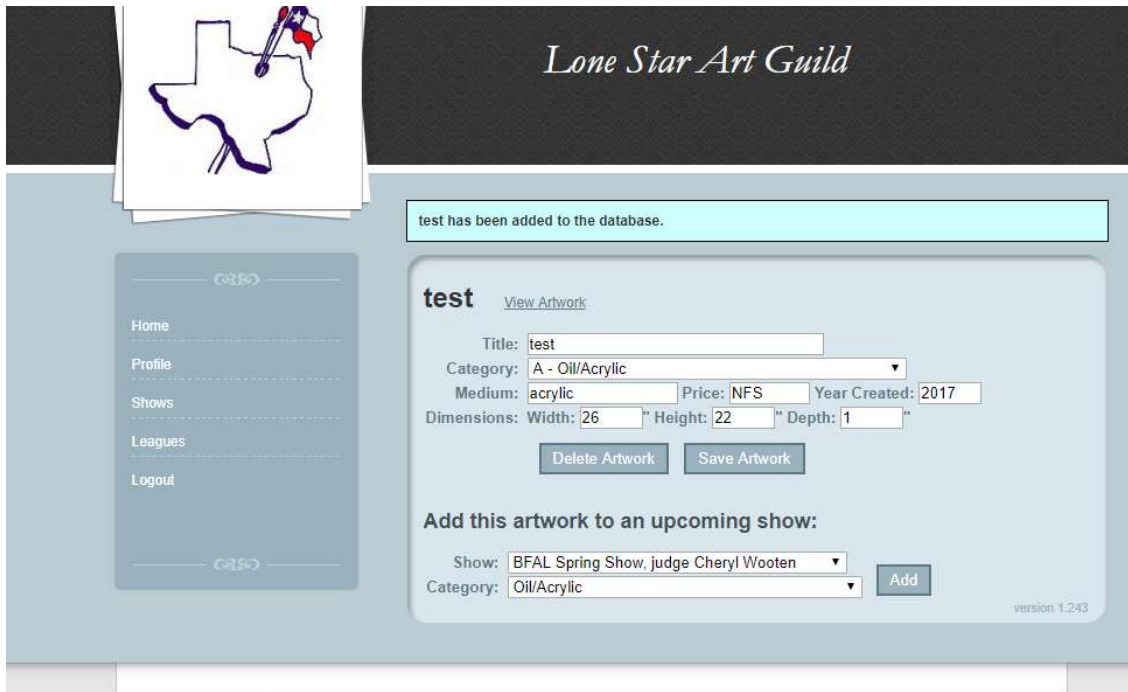 Lone Star Art Guild
test has been added to the database.
Home
Profile
Shows
Leagues
Logout
test View Artwork
Title: test
Category: A - Oil/Acrylic
Medium: acrylic Price: NFS Year Created: 2017
Dimensions: Width: 26 " Height: 22 " Depth: 1 "
Delete Artwork Save Artwork
Add this artwork to an upcoming show:
Show: BFAL Spring Show, judge Cheryl Wooten
Category: Oil/Acrylic
Add
version 1.243